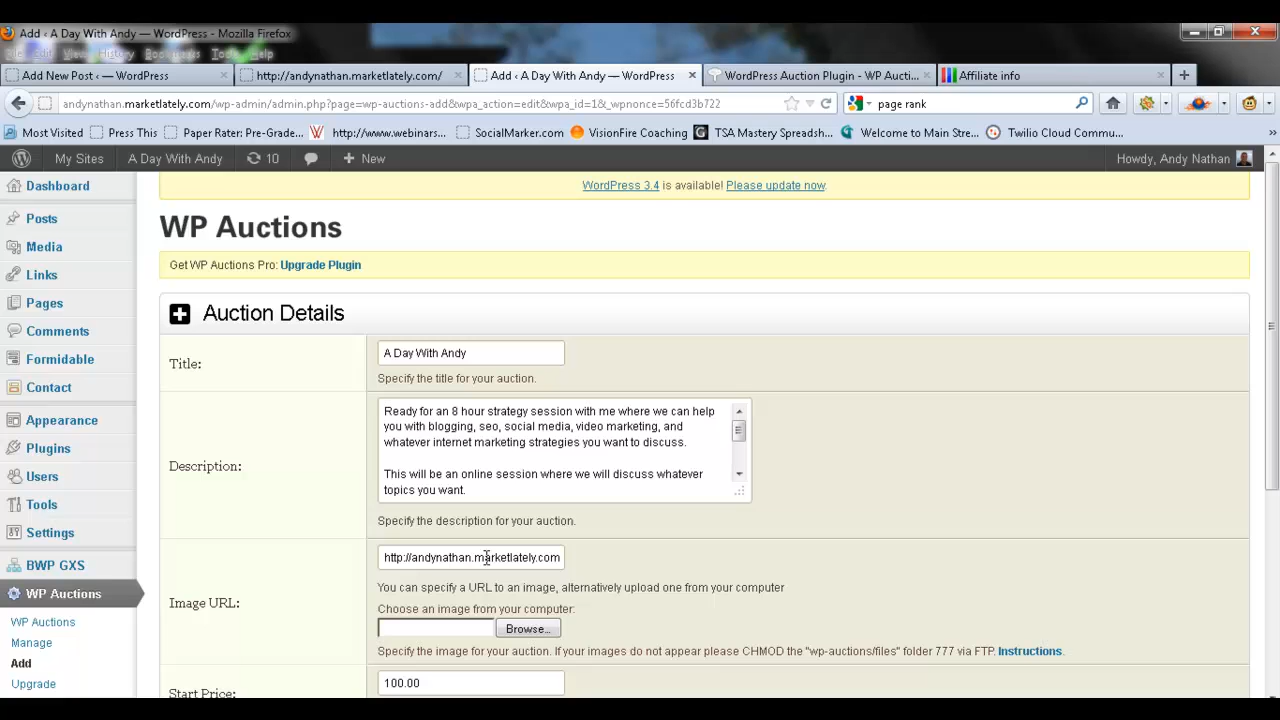 Add ‹ A Day With Andy — WordPress - Mozilla Firefox
File Edit View History Bookmarks Tools Help
Add New Post ‹ — WordPress
http://andynathan.marketlately.com/
Add ‹ A Day With Andy — WordPress
WordPress Auction Plugin - WP Aucti...
Affiliate info
andynathan.marketlately.com/wp-admin/admin.php?page=wp-auctions-add&wpa_action=edit&wpa_id=1&_wpnonce=56fcd3b722
page rank
Most Visited
Press This
Paper Rater: Pre-Grade...
http://www.webinars...
SocialMarker.com
VisionFire Coaching
TSA Mastery Spreadsh...
Welcome to Main Stre...
Twilio Cloud Commu...
My Sites
A Day With Andy
10
New
Howdy, Andy Nathan
Dashboard
Posts
Media
Links
Pages
Comments
Formidable
Contact
Appearance
Plugins
Users
Tools
Settings
BWP GXS
WP Auctions
WP Auctions
Manage
Add
Upgrade
WordPress 3.4 is available! Please update now.
WP Auctions
Get WP Auctions Pro: Upgrade Plugin
Auction Details
Title:
A Day With Andy
Specify the title for your auction.
Description:
Ready for an 8 hour strategy session with me where we can help
you with blogging, seo, social media, video marketing, and
whatever internet marketing strategies you want to discuss.
This will be an online session where we will discuss whatever
topics you want.
Specify the description for your auction.
Image URL:
http://andynathan.marketlately.com
You can specify a URL to an image, alternatively upload one from your computer
Choose an image from your computer:
Browse...
Specify the image for your auction. If your images do not appear please CHMOD the "wp-auctions/files" folder 777 via FTP. Instructions.
Start Price:
100.00